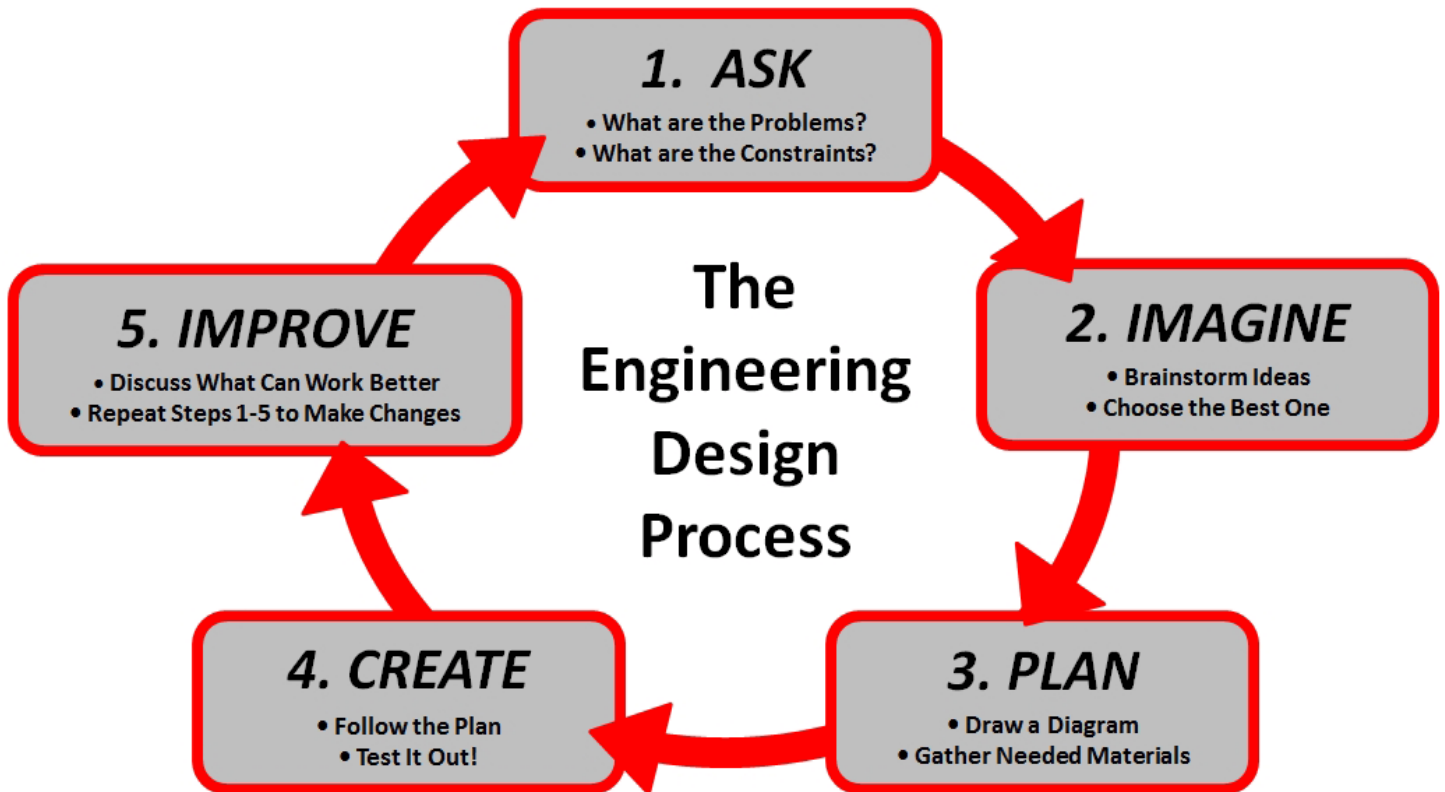 1. ASK
• What are the Problems?
• What are the Constraints?
2. IMAGINE
• Brainstorm Ideas
• Choose the Best One
3. PLAN
• Draw a Diagram
• Gather Needed Materials
4. CREATE
• Follow the Plan
• Test It Out!
5. IMPROVE
• Discuss What Can Work Better
• Repeat Steps 1-5 to Make Changes
The
Engineering
Design
Process